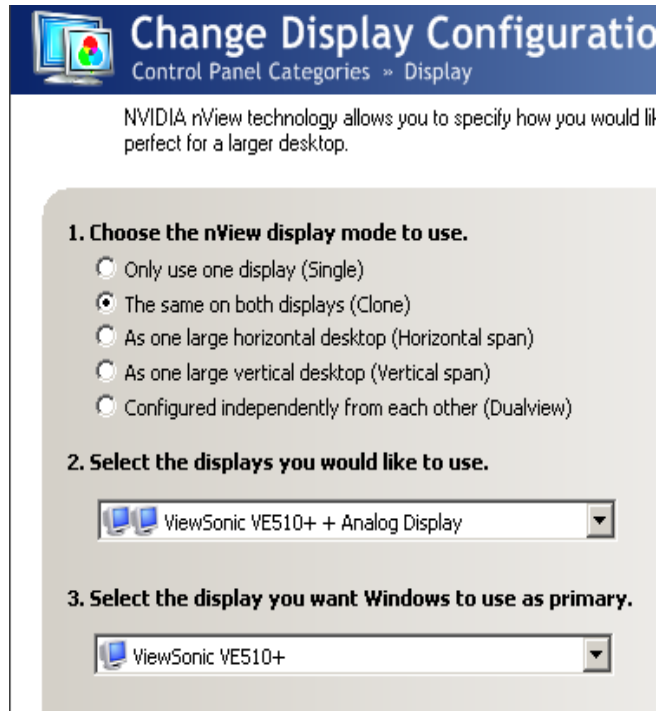 Change Display Configuratio
Control Panel Categories » Display
NVIDIA nView technology allows you to specify how you would lik
perfect for a larger desktop.
1. Choose the nView display mode to use.
Only use one display (Single)
The same on both displays (Clone)
As one large horizontal desktop (Horizontal span)
As one large vertical desktop (Vertical span)
Configured independently from each other (Dualview)
2. Select the displays you would like to use.
ViewSonic VE510+ + Analog Display
3. Select the display you want Windows to use as primary.
ViewSonic VE510+